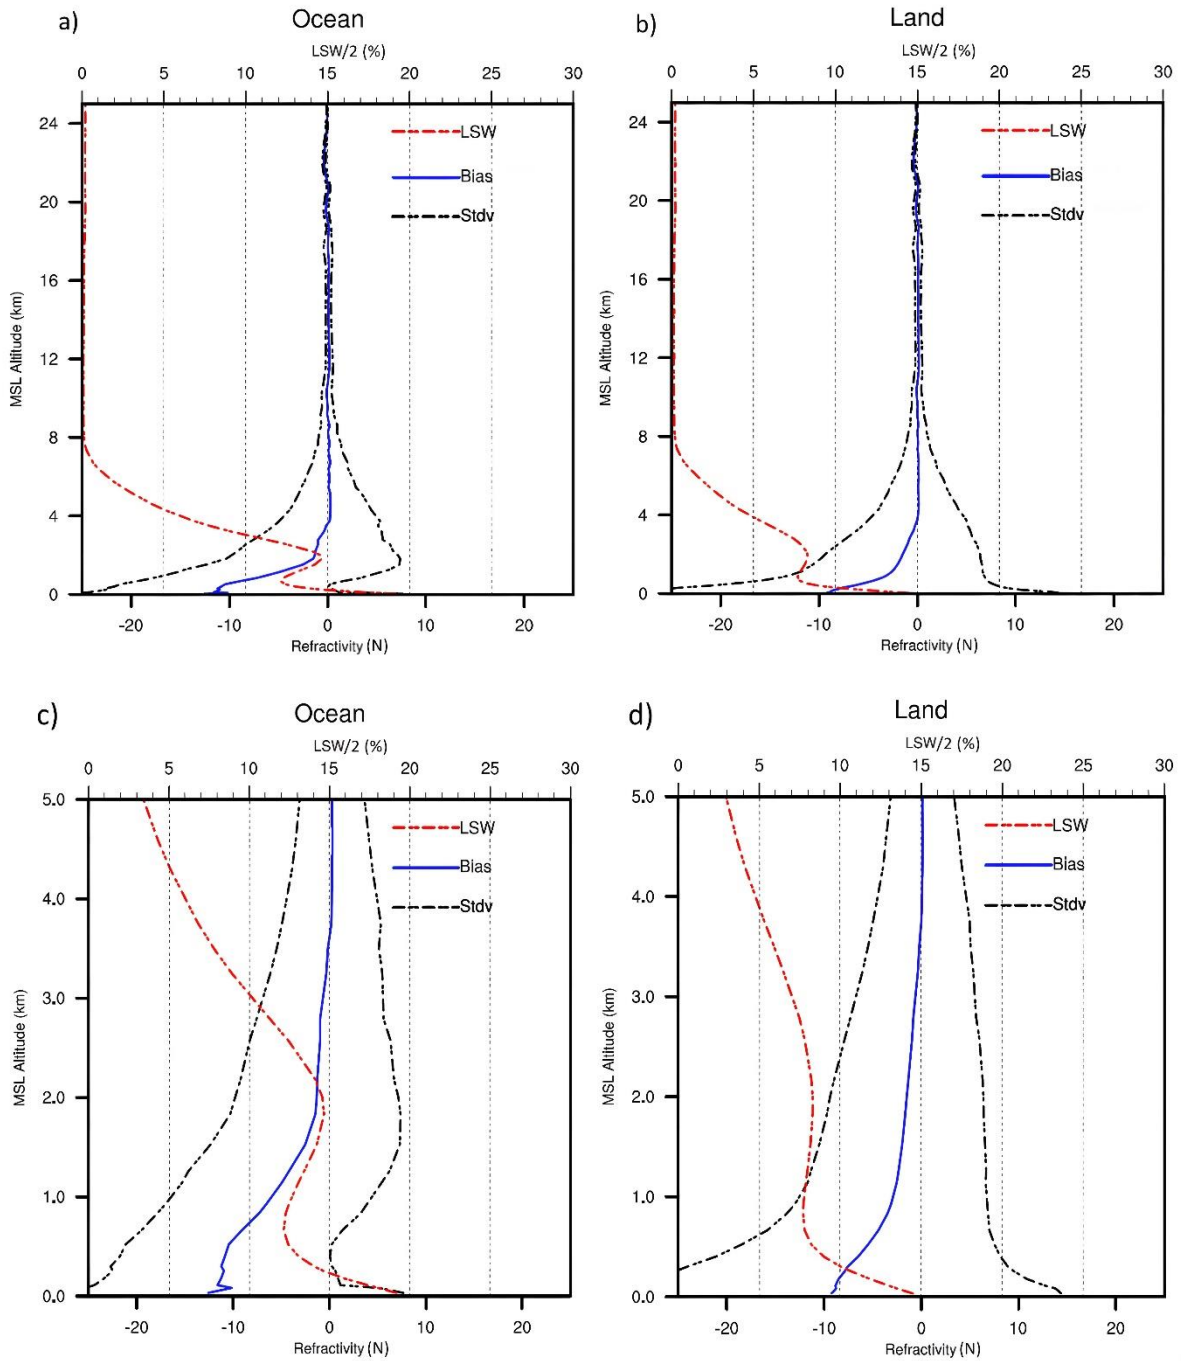 a) Ocean
LSW/2 (%)
0 5 10 15 20 25 30
24
20
16
12
8
4
0
MSL Altitude (km)
LSW
Bias
Stdv
-20 -10 0 10 20
Refractivity (N)
b) Land
LSW/2 (%)
0 5 10 15 20 25 30
24
20
16
12
8
4
0
MSL Altitude (km)
LSW
Bias
Stdv
-20 -10 0 10 20
Refractivity (N)
c) Ocean
LSW/2 (%)
0 5 10 15 20 25 30
5.0
4.0
3.0
2.0
1.0
0.0
MSL Altitude (km)
LSW
Bias
Stdv
-20 -10 0 10 20
Refractivity (N)
d) Land
LSW/2 (%)
0 5 10 15 20 25 30
5.0
4.0
3.0
2.0
1.0
0.0
MSL Altitude (km)
LSW
Bias
Stdv
-20 -10 0 10 20
Refractivity (N)